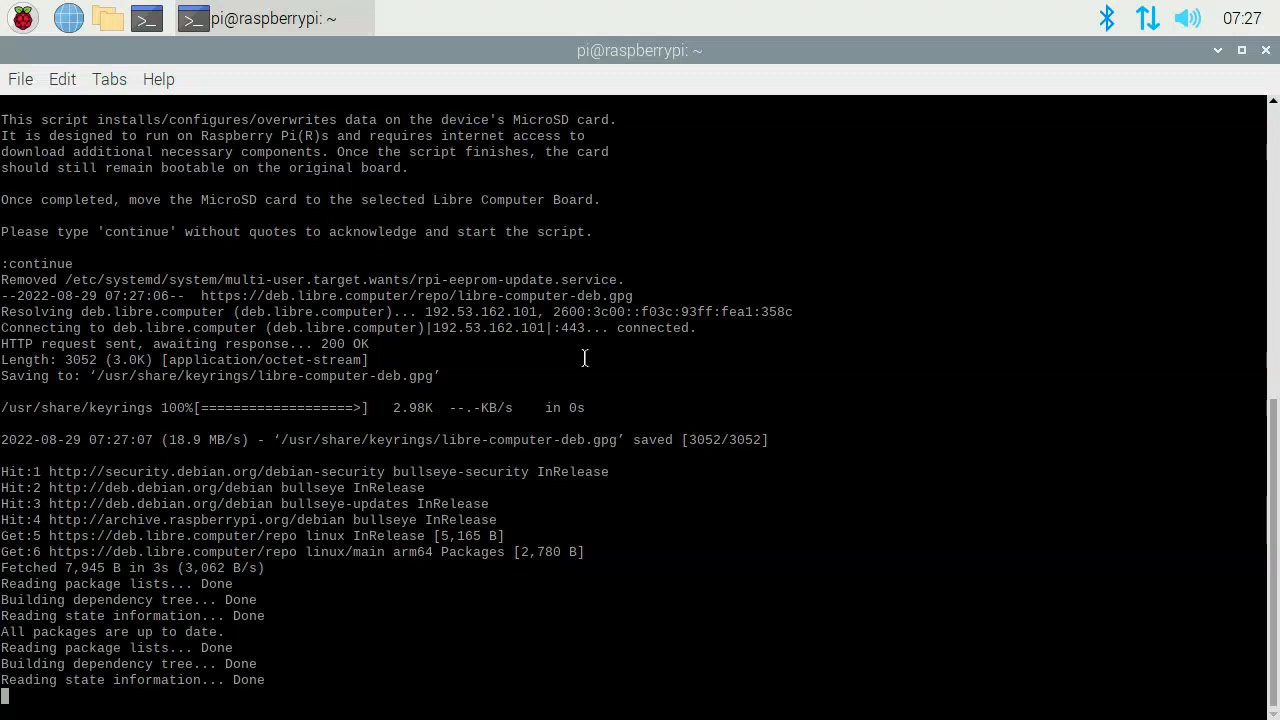 pi@raspberrypi: ~
07:27
pi@raspberrypi: ~
File Edit Tabs Help
This script installs/configures/overwrites data on the device's MicroSD card.
It is designed to run on Raspberry Pi(R)s and requires internet access to
download additional necessary components. Once the script finishes, the card
should still remain bootable on the original board.
Once completed, move the MicroSD card to the selected Libre Computer Board.
Please type 'continue' without quotes to acknowledge and start the script.
:continue
Removed /etc/systemd/system/multi-user.target.wants/rpi-eeprom-update.service.
--2022-08-29 07:27:06--  https://deb.libre.computer/repo/libre-computer-deb.gpg
Resolving deb.libre.computer (deb.libre.computer)... 192.53.162.101, 2600:3c00::f03c:93ff:fea1:358c
Connecting to deb.libre.computer (deb.libre.computer)|192.53.162.101|:443... connected.
HTTP request sent, awaiting response... 200 OK
Length: 3052 (3.0K) [application/octet-stream]
Saving to: ‘/usr/share/keyrings/libre-computer-deb.gpg’
/usr/share/keyrings 100%[===================>]   2.98K  --.-KB/s    in 0s
2022-08-29 07:27:07 (18.9 MB/s) - ‘/usr/share/keyrings/libre-computer-deb.gpg’ saved [3052/3052]
Hit:1 http://security.debian.org/debian-security bullseye-security InRelease
Hit:2 http://deb.debian.org/debian bullseye InRelease
Hit:3 http://deb.debian.org/debian bullseye-updates InRelease
Hit:4 http://archive.raspberrypi.org/debian bullseye InRelease
Get:5 https://deb.libre.computer/repo linux InRelease [5,165 B]
Get:6 https://deb.libre.computer/repo linux/main arm64 Packages [2,780 B]
Fetched 7,945 B in 3s (3,062 B/s)
Reading package lists... Done
Building dependency tree... Done
Reading state information... Done
All packages are up to date.
Reading package lists... Done
Building dependency tree... Done
Reading state information... Done